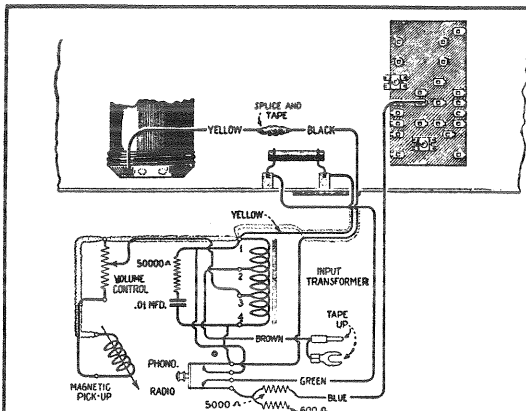 SPLICE AND
TAPE
YELLOW
BLACK
YELLOW
50000 Ω
1
2
3
4
VOLUME
CONTROL
.01 MFD.
INPUT
TRANSFORMER
TAPE
UP
BROWN
PHONO.
GREEN
RADIO
BLUE
MAGNETIC
PICK-UP
5000 Ω
600 Ω